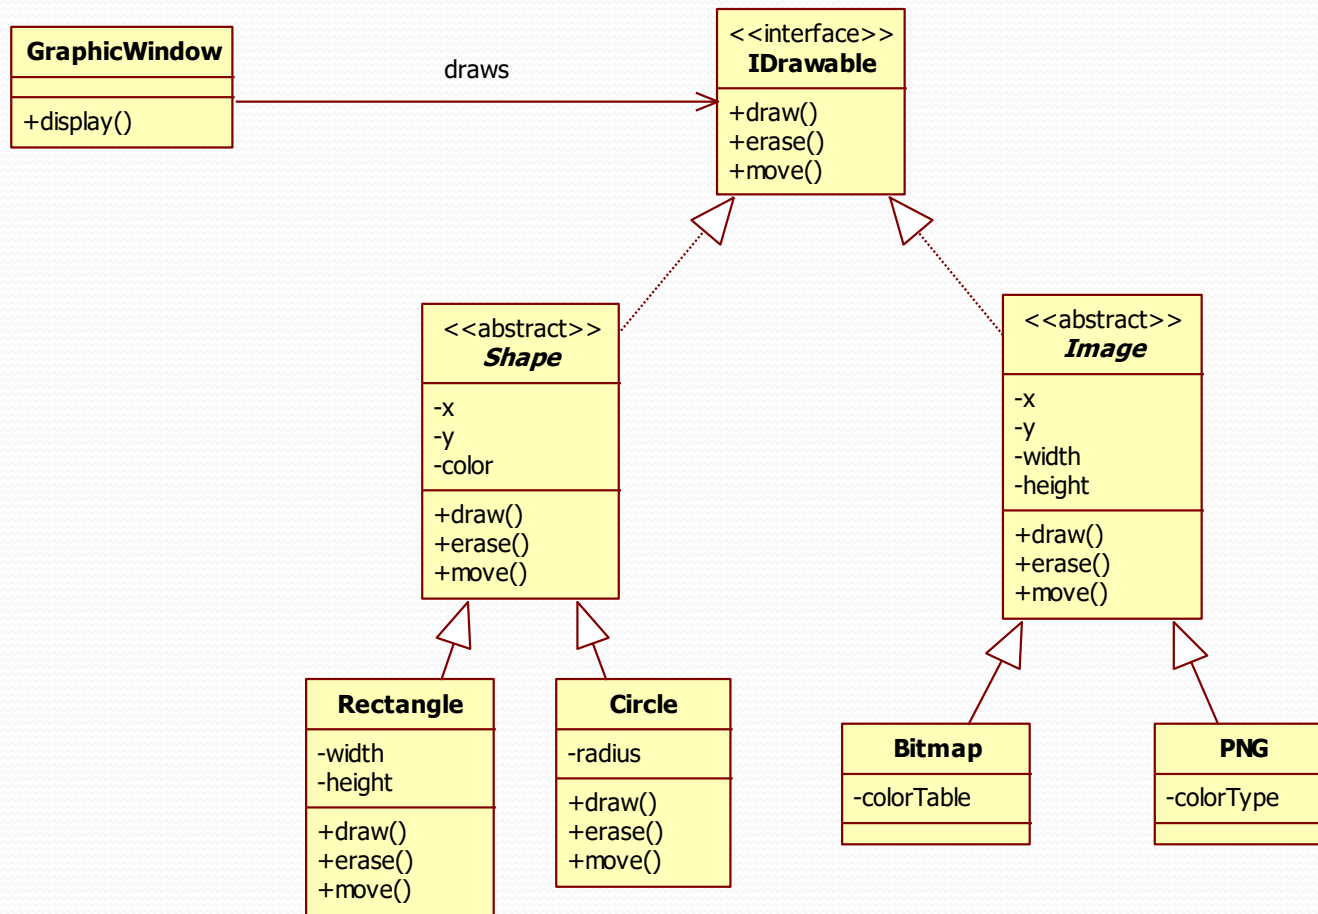 GraphicWindow
+display()
draws
<<interface>>
IDrawable
+draw()
+erase()
+move()
<<abstract>>
Shape
-x
-y
-color
+draw()
+erase()
+move()
<<abstract>>
Image
-x
-y
-width
-height
+draw()
+erase()
+move()
Rectangle
-width
-height
+draw()
+erase()
+move()
Circle
-radius
+draw()
+erase()
+move()
Bitmap
-colorTable
PNG
-colorType